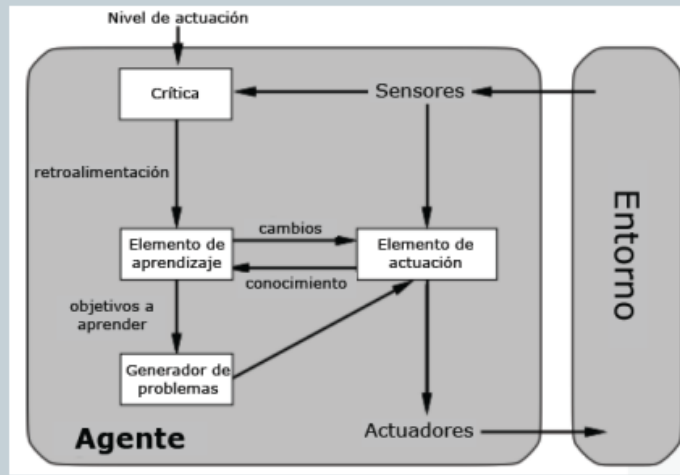 Nivel de actuación
Crítica
Sensores
retroalimentación
cambios
Elemento de
aprendizaje
Elemento de
actuación
conocimiento
objetivos a
aprender
Generador de
problemas
Agente
Actuadores
Entorno